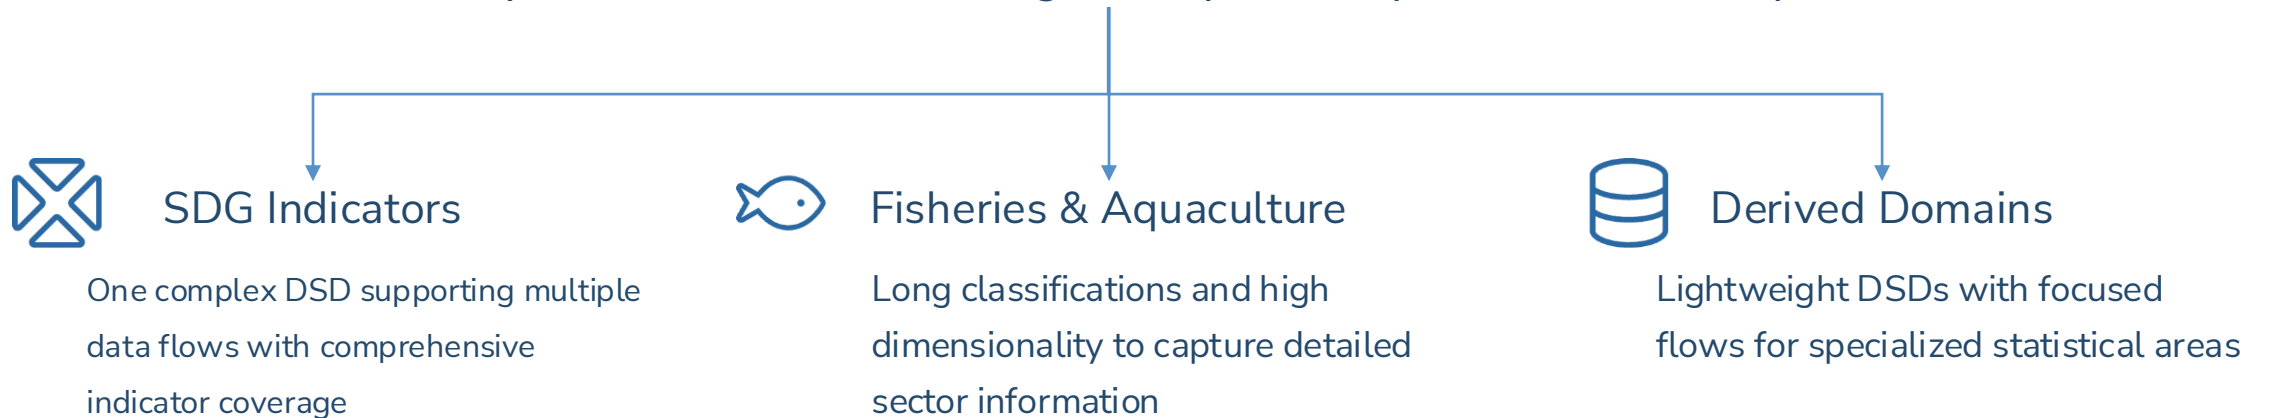 SDG Indicators
One complex DSD supporting multiple
data flows with comprehensive
indicator coverage
Fisheries & Aquaculture
Long classifications and high
dimensionality to capture detailed
sector information
Derived Domains
Lightweight DSDs with focused
flows for specialized statistical areas